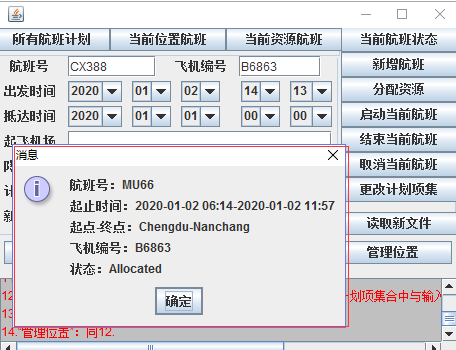 所有航班计划 当前位置航班 当前资源航班 当前航班状态
航班号 CX388 飞机编号 B6863 新增航班
出发时间 2020 01 02 14 13 分配资源
抵达时间 2020 01 01 00 00 启动当前航班
起飞机场 结束当前航班
取消当前航班
更改计划项集
读取新文件
管理位置
消息
航班号：MU66
起止时间：2020-01-02 06:14-2020-01-02 11:57
起点-终点：Chengdu-Nanchang
飞机编号：B6863
状态：Allocated
确定
12 划项集合中与输入
13
14."管理位置"：同12.